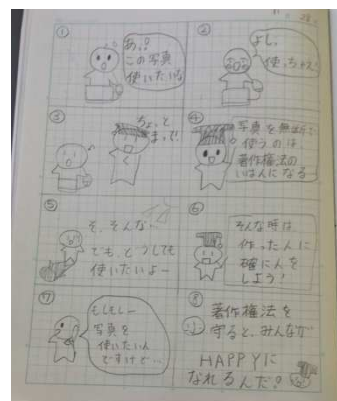 ①
あ、!?
この写真
使いたいな
②
よし、
使っちゃえ
③
ちょっと
まって!
④
写真を無断で
使うのは
著作権法の
いはんになる…
⑤
そ、そんな…
でも、どうしても
使いたいよー
⑥
そんな時は
作った人に
確にんを
しよう!
⑦
もしもしー
写真を
使いたいん
ですけど…
⑧
著作権法を
守ると、みんなが
HAPPYに
なれるんだ?